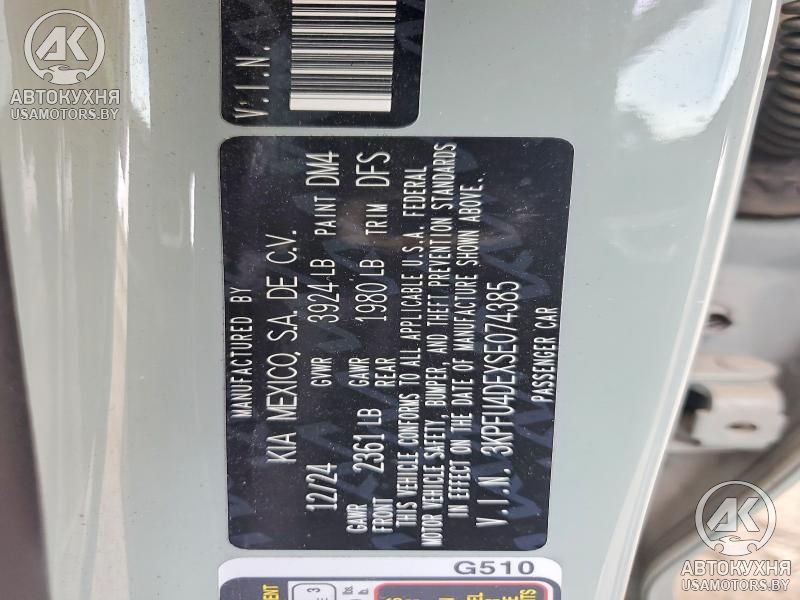 V.I.N.
MANUFACTURED BY
KIA MEXICO, S.A. DE C.V.
12/24 GVWR 3924 LB PAINT DM4
GAWR FRONT 2361 LB GAWR REAR 1980 LB TRIM DFS
THIS VEHICLE CONFORMS TO ALL APPLICABLE U.S.A. FEDERAL
MOTOR VEHICLE SAFETY, BUMPER, AND THEFT PREVENTION STANDARDS
IN EFFECT ON THE DATE OF MANUFACTURE SHOWN ABOVE.
V.I.N. 3KPFU4DEXSE074385
PASSENGER CAR
G510
AK
АВТОКУХНЯ
USAMOTORS.BY
AK
АВТОКУХНЯ
USAMOTORS.BY